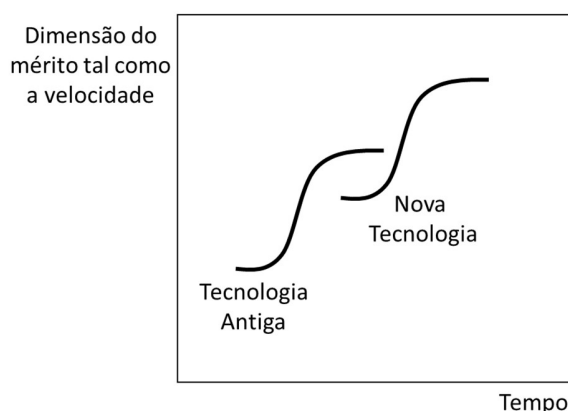 Dimensão do
mérito tal como
a velocidade
Nova
Tecnologia
Tecnologia
Antiga
Tempo